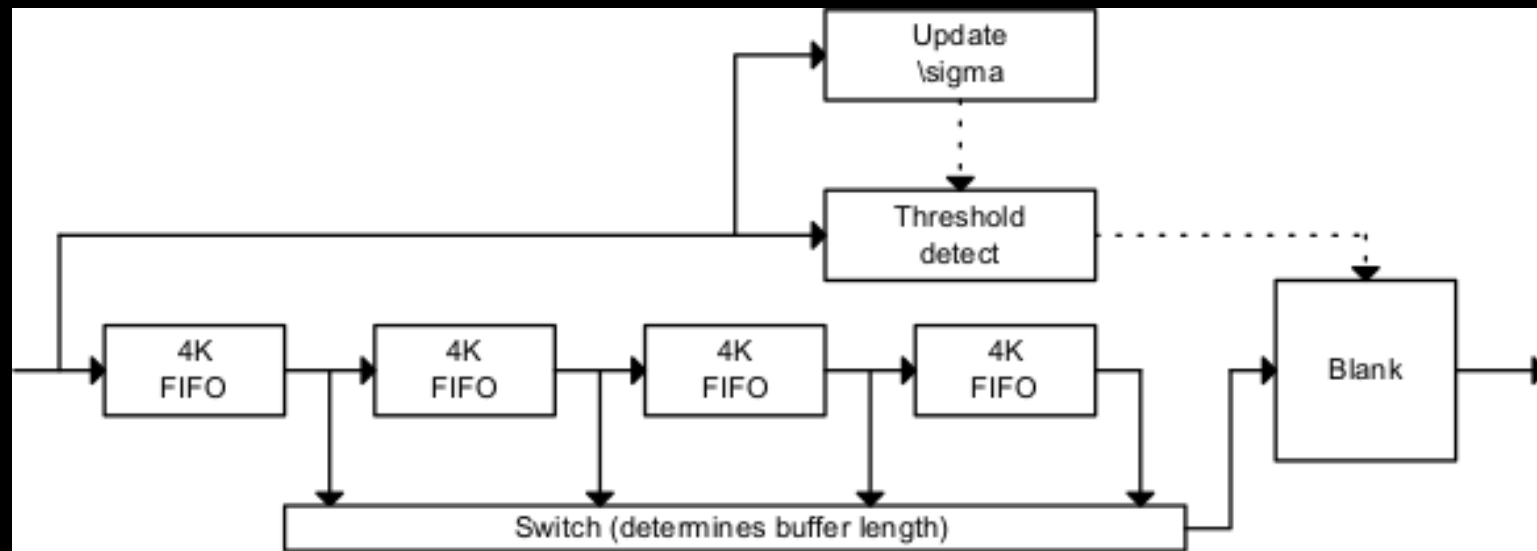 Update
\sigma
Threshold
detect
4K
FIFO
4K
FIFO
4K
FIFO
4K
FIFO
Blank
Switch (determines buffer length)